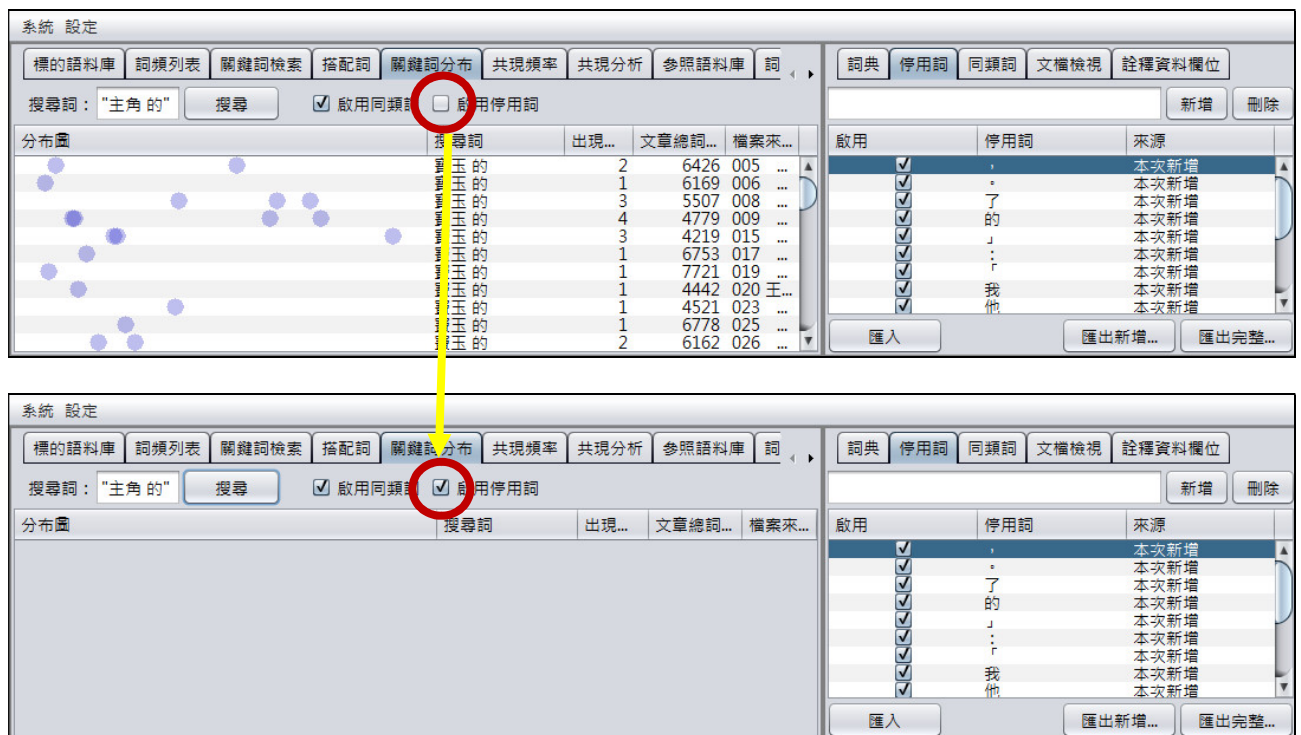 系統 設定
標的語料庫 詞頻列表 關鍵詞檢索 搭配詞 關鍵詞分布 共現頻率 共現分析 參照語料庫 詞
詞典 停用詞 同類詞 文檔檢視 詮釋資料欄位
搜尋詞： "主角 的" 搜尋 啟用同類詞 啟用停用詞
新增 刪除
分布圖 搜尋詞 出現... 文章總詞... 檔案來...
啟用 停用詞 來源
寶玉 的 2 6426 005 ...
寶玉 的 1 6169 006 ...
寶玉 的 3 5507 008 ...
寶玉 的 4 4779 009 ...
寶玉 的 3 4219 015 ...
寶玉 的 1 6753 017 ...
寶玉 的 1 7721 019 ...
寶玉 的 1 4442 020 王...
寶玉 的 1 4521 023 ...
寶玉 的 1 6778 025 ...
寶玉 的 2 6162 026 ...
， 本次新增
。 本次新增
了 本次新增
的 本次新增
」 本次新增
： 本次新增
「 本次新增
我 本次新增
他 本次新增
匯入 匯出新增... 匯出完整...
系統 設定
標的語料庫 詞頻列表 關鍵詞檢索 搭配詞 關鍵詞分布 共現頻率 共現分析 參照語料庫 詞
詞典 停用詞 同類詞 文檔檢視 詮釋資料欄位
搜尋詞： "主角 的" 搜尋 啟用同類詞 啟用停用詞
新增 刪除
分布圖 搜尋詞 出現... 文章總詞... 檔案來...
啟用 停用詞 來源
， 本次新增
。 本次新增
了 本次新增
的 本次新增
」 本次新增
： 本次新增
「 本次新增
我 本次新增
他 本次新增
匯入 匯出新增... 匯出完整...